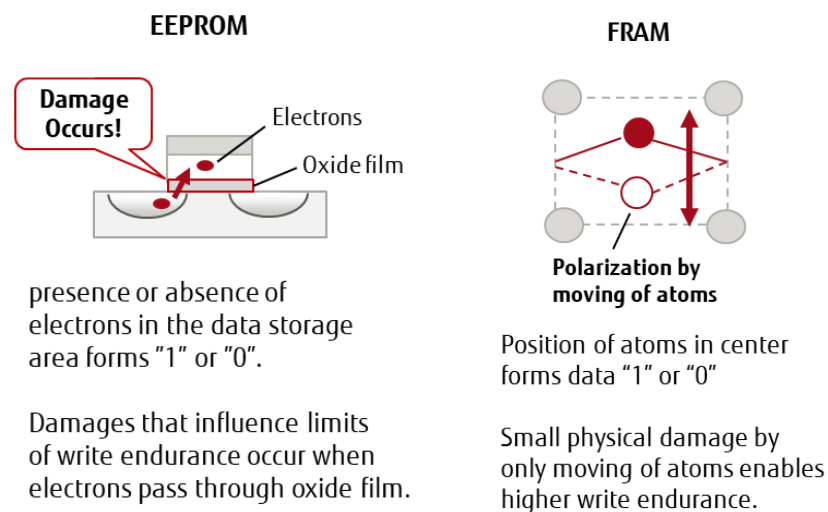 EEPROM
Damage
Occurs!
Electrons
Oxide film
presence or absence of
electrons in the data storage
area forms ”1” or ”0”.
Damages that influence limits
of write endurance occur when
electrons pass through oxide film.
FRAM
Polarization by
moving of atoms
Position of atoms in center
forms data “1” or “0”
Small physical damage by
only moving of atoms enables
higher write endurance.